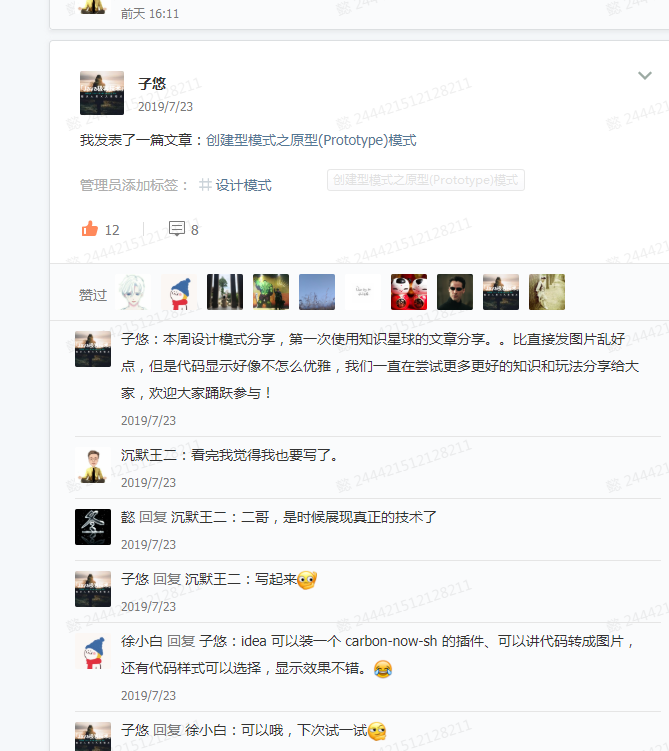 前天 16:11
子悠
2019/7/23
我发表了一篇文章：创建型模式之原型(Prototype)模式
管理员添加标签： # 设计模式
创建型模式之原型(Prototype)模式
12
8
赞过
子悠：本周设计模式分享，第一次使用知识星球的文章分享。。比直接发图片乱好
点，但是代码显示好像不怎么优雅，我们一直在尝试更多更好的知识和玩法分享给大
家，欢迎大家踊跃参与！
2019/7/23
沉默王二：看完我觉得我也要写了。
2019/7/23
懿 回复 沉默王二：二哥，是时候展现真正的技术了
2019/7/23
子悠 回复 沉默王二：写起来
2019/7/23
徐小白 回复 子悠：idea 可以装一个 carbon-now-sh 的插件、可以讲代码转成图片，
还有代码样式可以选择，显示效果不错。
2019/7/23
子悠 回复 徐小白：可以哦，下次试一试
懿 244421512128211